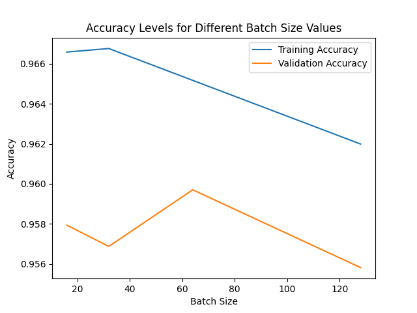 Accuracy Levels for Different Batch Size Values
Training Accuracy
Validation Accuracy
0.966
0.964
0.962
0.960
0.958
0.956
Accuracy
20 40 60 80 100 120
Batch Size